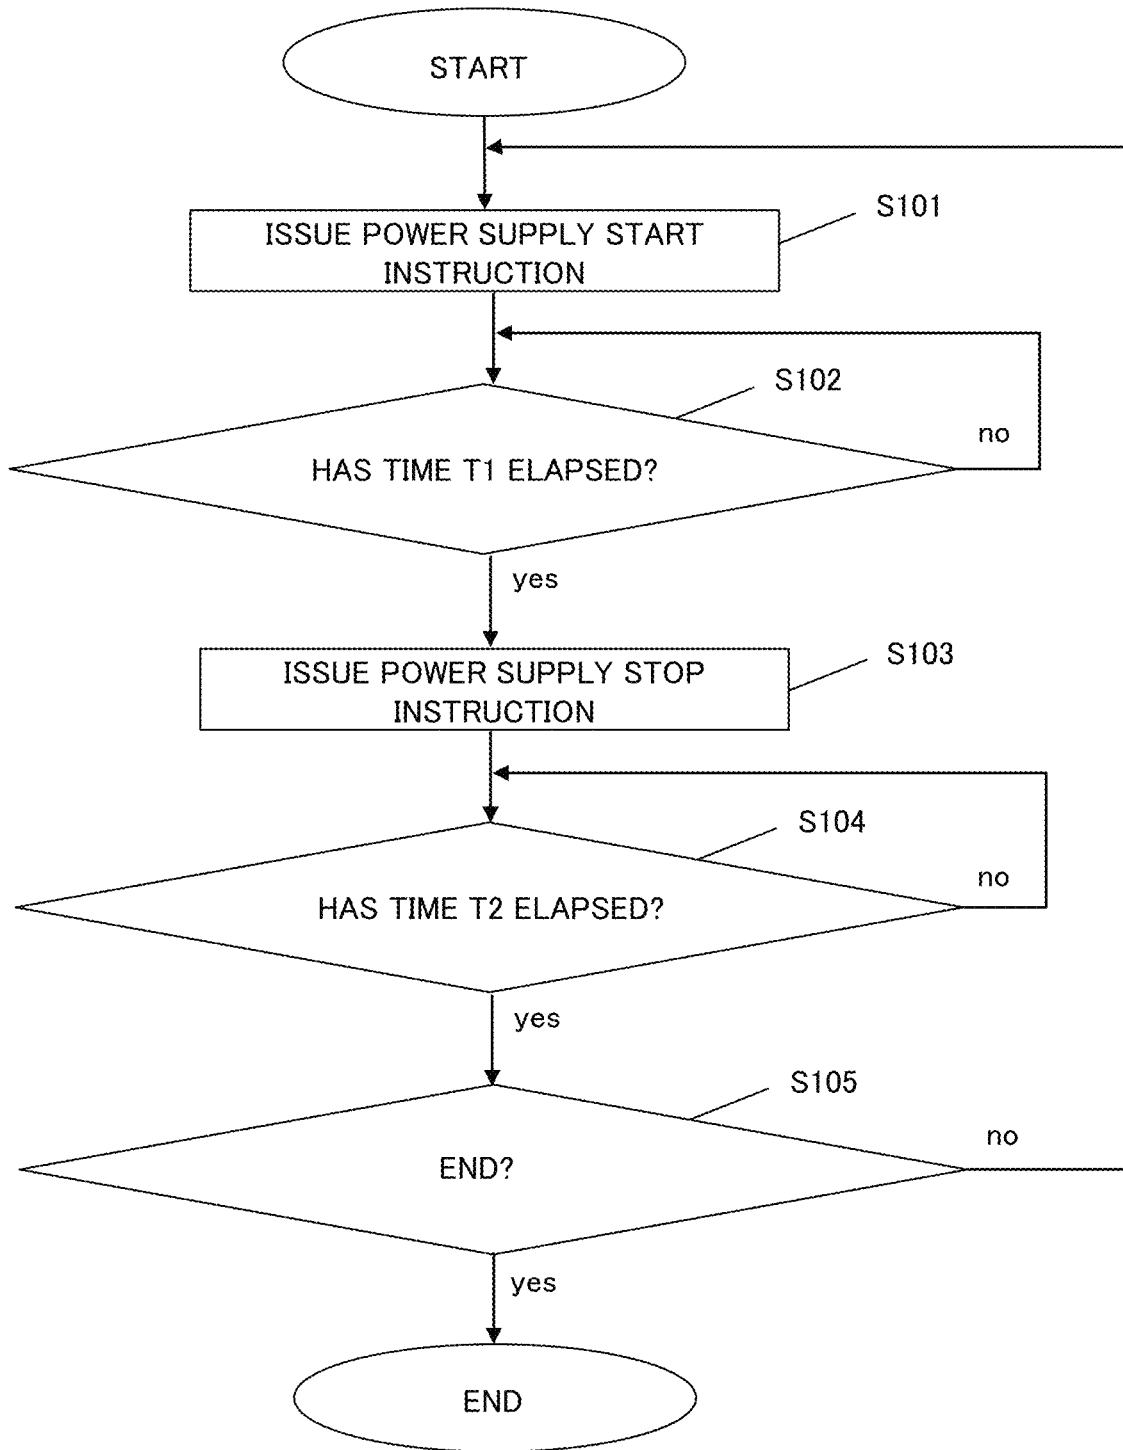 START
S101
ISSUE POWER SUPPLY START
INSTRUCTION
S102
no
HAS TIME T1 ELAPSED?
yes
S103
ISSUE POWER SUPPLY STOP
INSTRUCTION
S104
no
HAS TIME T2 ELAPSED?
yes
S105
no
END?
yes
END